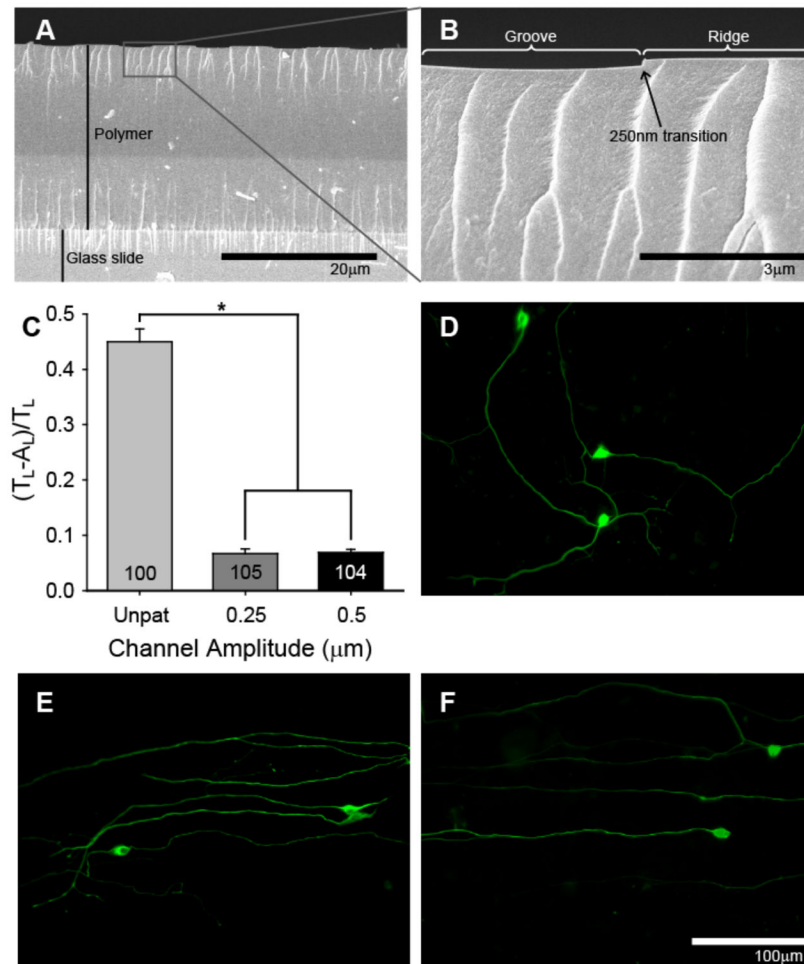 A
Polymer
Glass slide
20μm
B
Groove Ridge
250nm transition
3μm
C
*
(T_L-A_L)/T_L
0.5
0.4
0.3
0.2
0.1
0.0
100 105 104
Unpat 0.25 0.5
Channel Amplitude (μm)
D
E
F
100μm